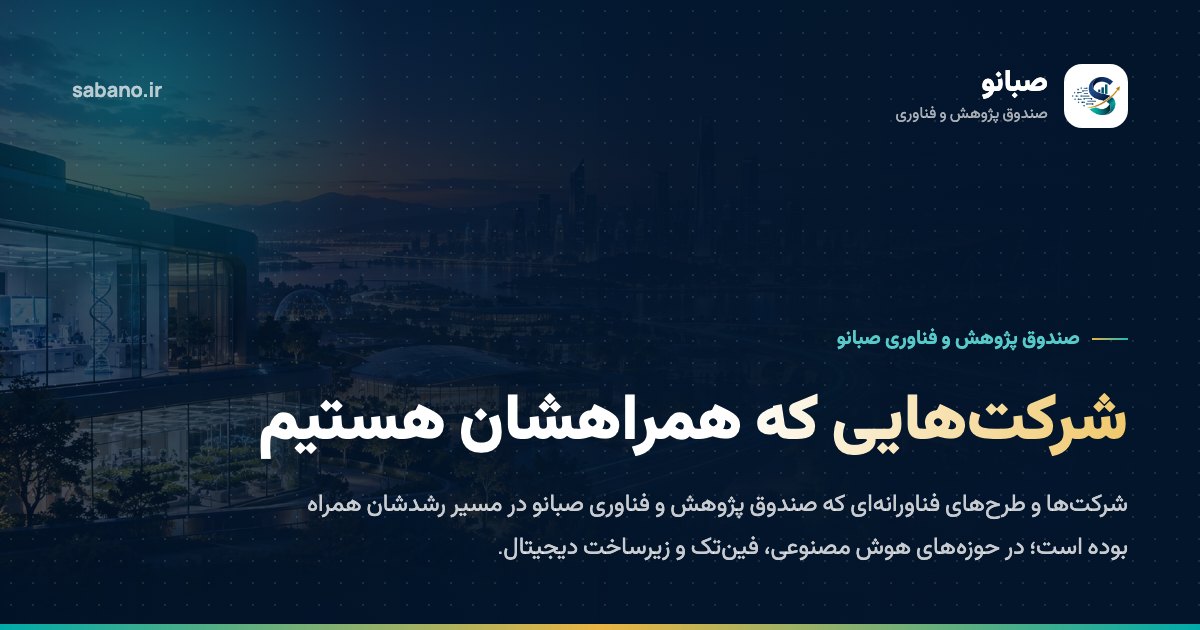 صبانو
صندوق پژوهش و فناوری
sabano.ir
صندوق پژوهش و فناوری صبانو
شرکت‌هایی که همراهشان هستیم
شرکت‌ها و طرح‌های فناورانه‌ای که صندوق پژوهش و فناوری صبانو در مسیر رشدشان همراه
بوده است؛ در حوزه‌های هوش مصنوعی، فین‌تک و زیرساخت دیجیتال.